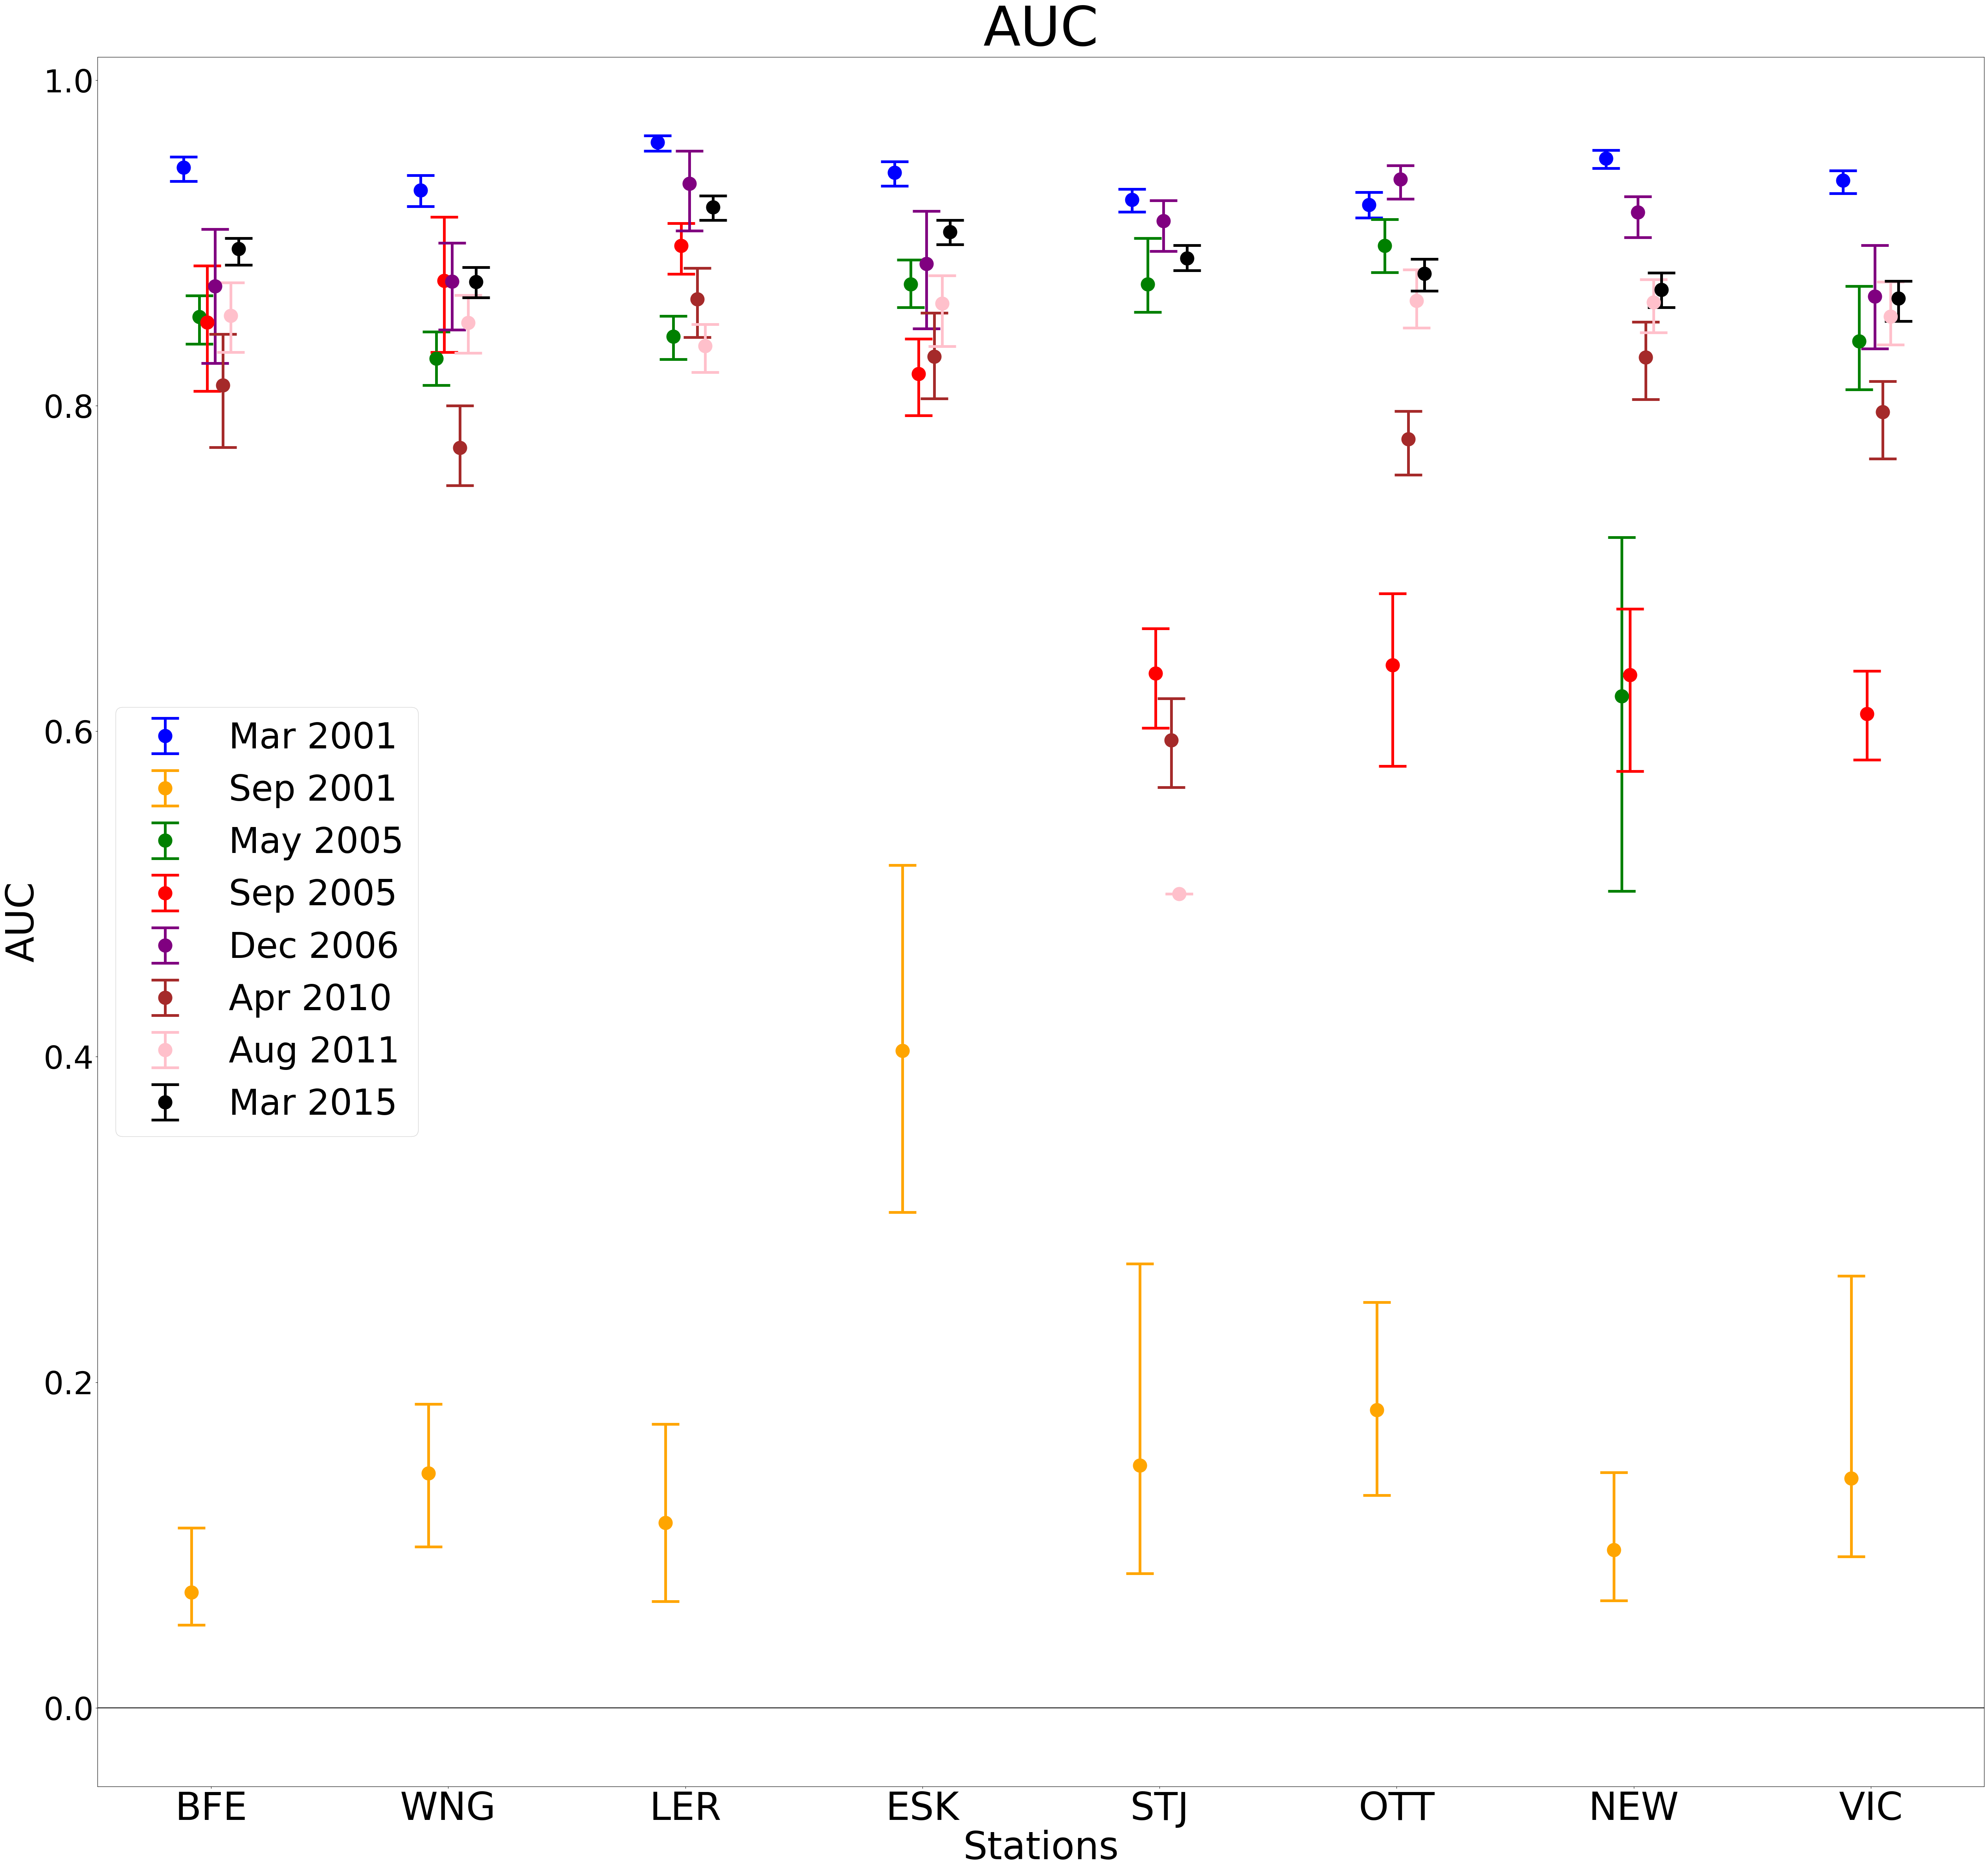 AUC
1.0
0.8
0.6
0.4
0.2
0.0
AUC
Mar 2001
Sep 2001
May 2005
Sep 2005
Dec 2006
Apr 2010
Aug 2011
Mar 2015
BFE WNG LER ESK STJ OTT NEW VIC
Stations